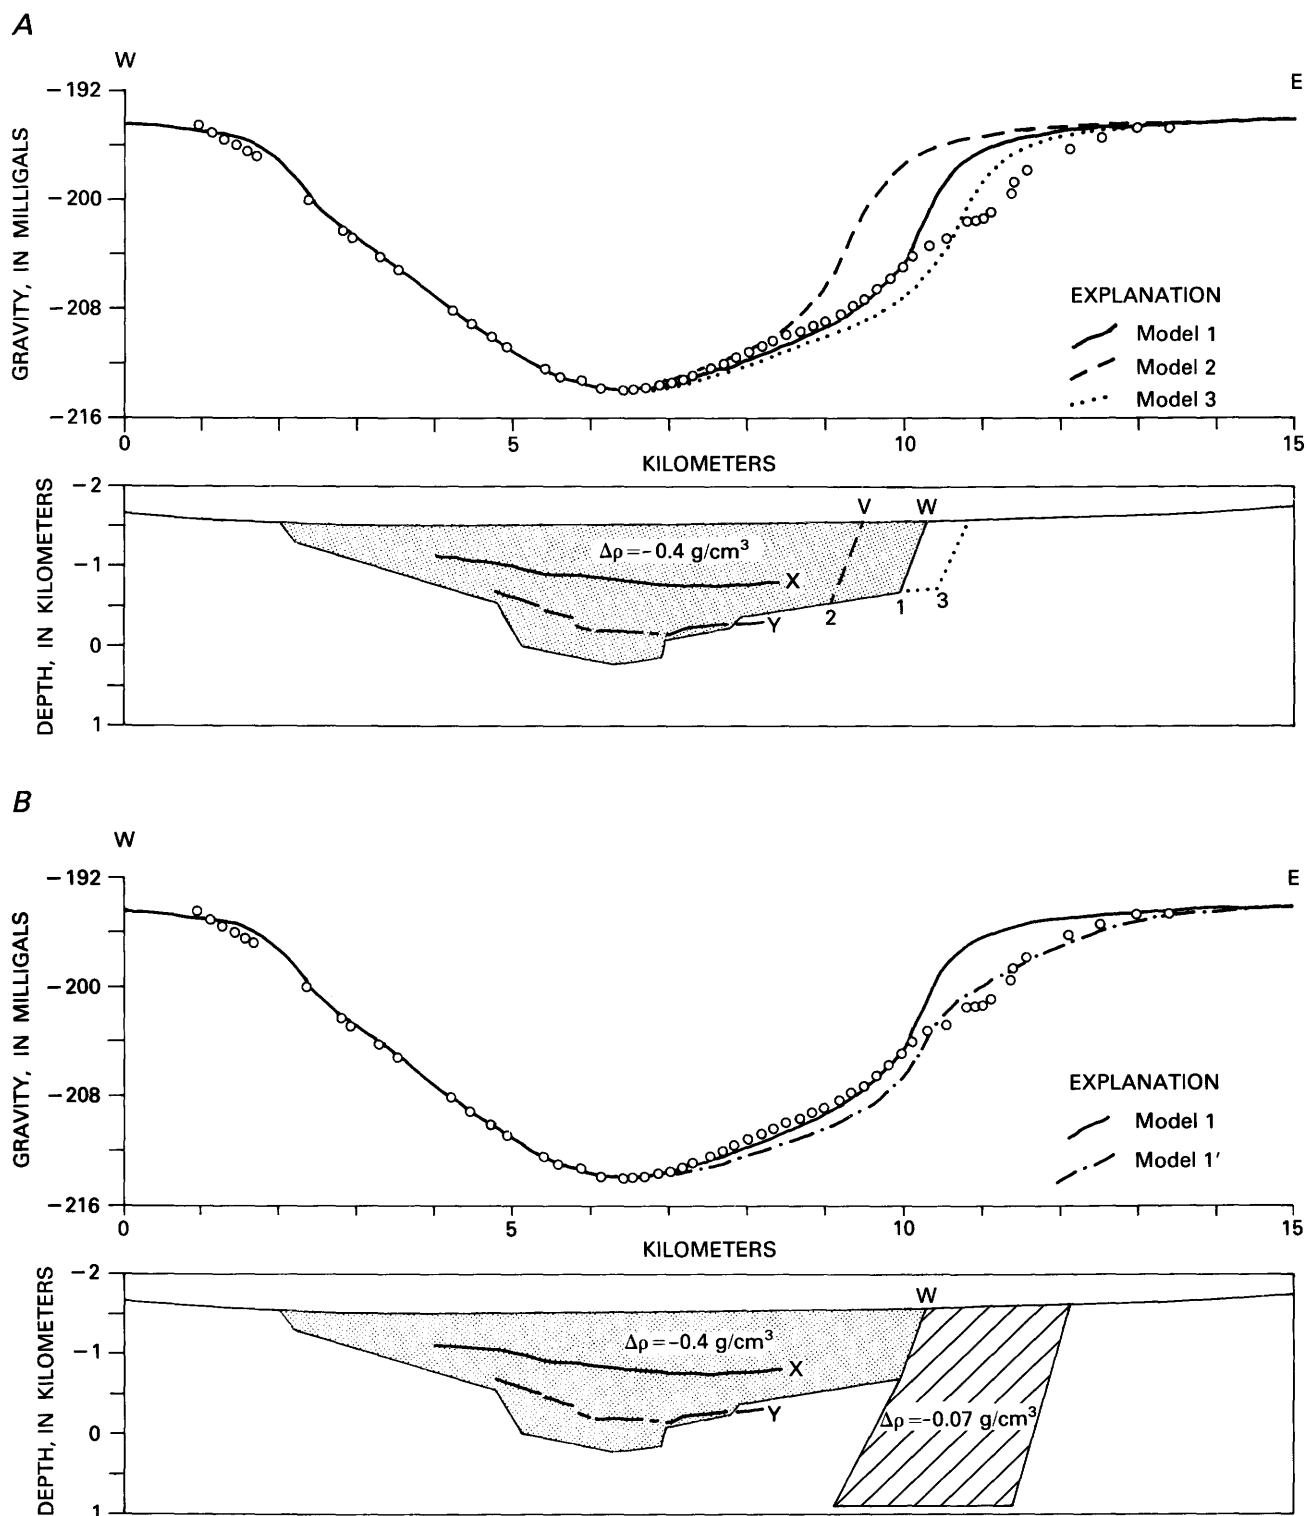 A
W
E
−192
−200
−208
−216
GRAVITY, IN MILLIGALS
EXPLANATION
Model 1
Model 2
Model 3
0 5 10 15
KILOMETERS
−2
−1
0
1
DEPTH, IN KILOMETERS
V W
Δρ=−0.4 g/cm³
X
Y
2 1 3
B
W
E
−192
−200
−208
−216
GRAVITY, IN MILLIGALS
EXPLANATION
Model 1
Model 1′
0 5 10 15
KILOMETERS
−2
−1
0
1
DEPTH, IN KILOMETERS
W
Δρ=−0.4 g/cm³
X
Y
Δρ=−0.07 g/cm³